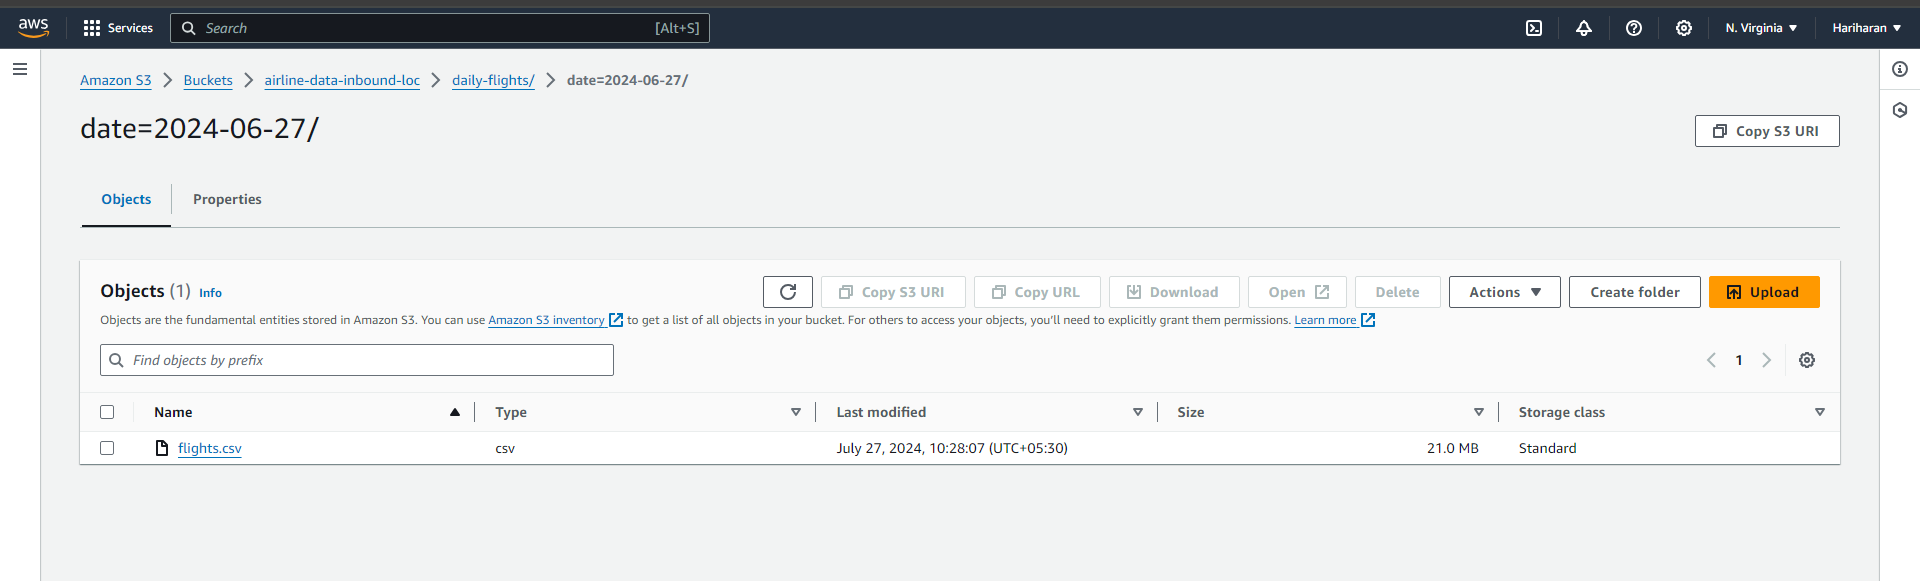 aws Services Search [Alt+S] N. Virginia Hariharan
Amazon S3 Buckets airline-data-inbound-loc daily-flights/ date=2024-06-27/
date=2024-06-27/
Copy S3 URI
Objects Properties
Objects (1) Info
Copy S3 URI Copy URL Download Open Delete Actions Create folder Upload
Objects are the fundamental entities stored in Amazon S3. You can use Amazon S3 inventory to get a list of all objects in your bucket. For others to access your objects, you'll need to explicitly grant them permissions. Learn more
Find objects by prefix
1
Name Type Last modified Size Storage class
flights.csv csv July 27, 2024, 10:28:07 (UTC+05:30) 21.0 MB Standard